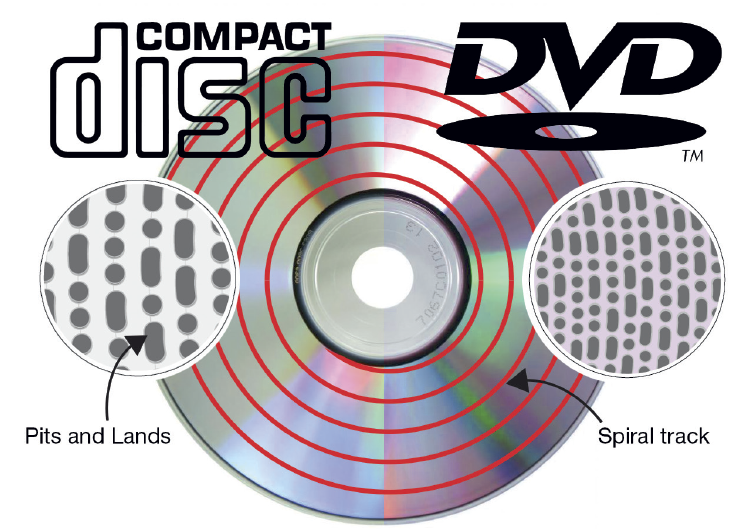 COMPACT
disc
DVD
TM
Pits and Lands
Spiral track